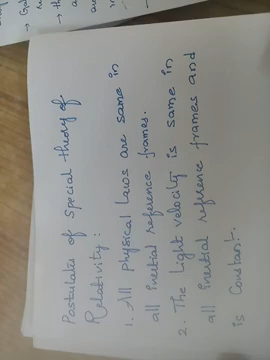 Postulates of special theory of
Relativity:
1. All Physical Laws are same in
all inertial reference frames.
2. The Light velocity is same in
all inertial reference frames and
is Constant.